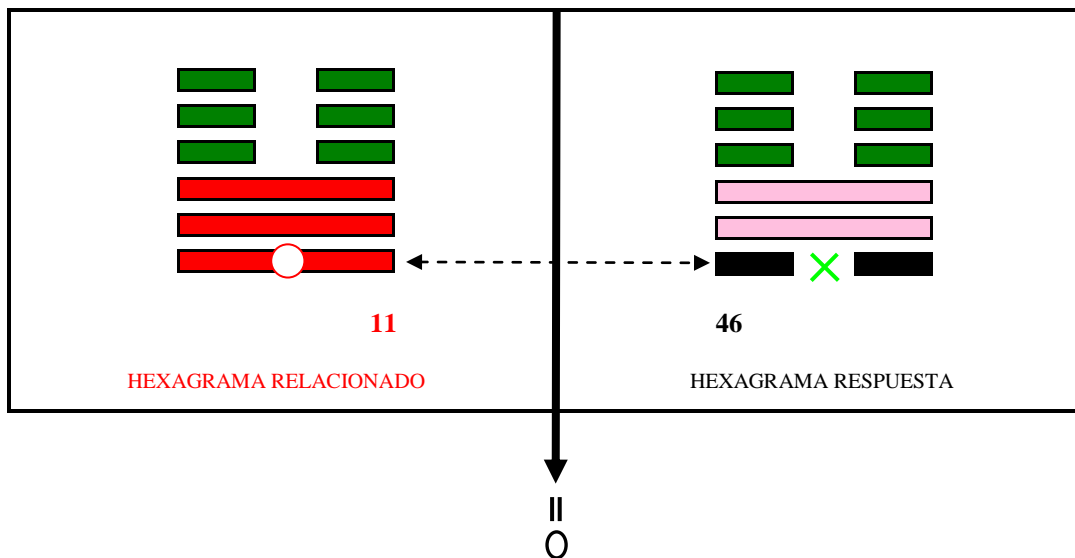 11
46
HEXAGRAMA RELACIONADO
HEXAGRAMA RESPUESTA
=
O